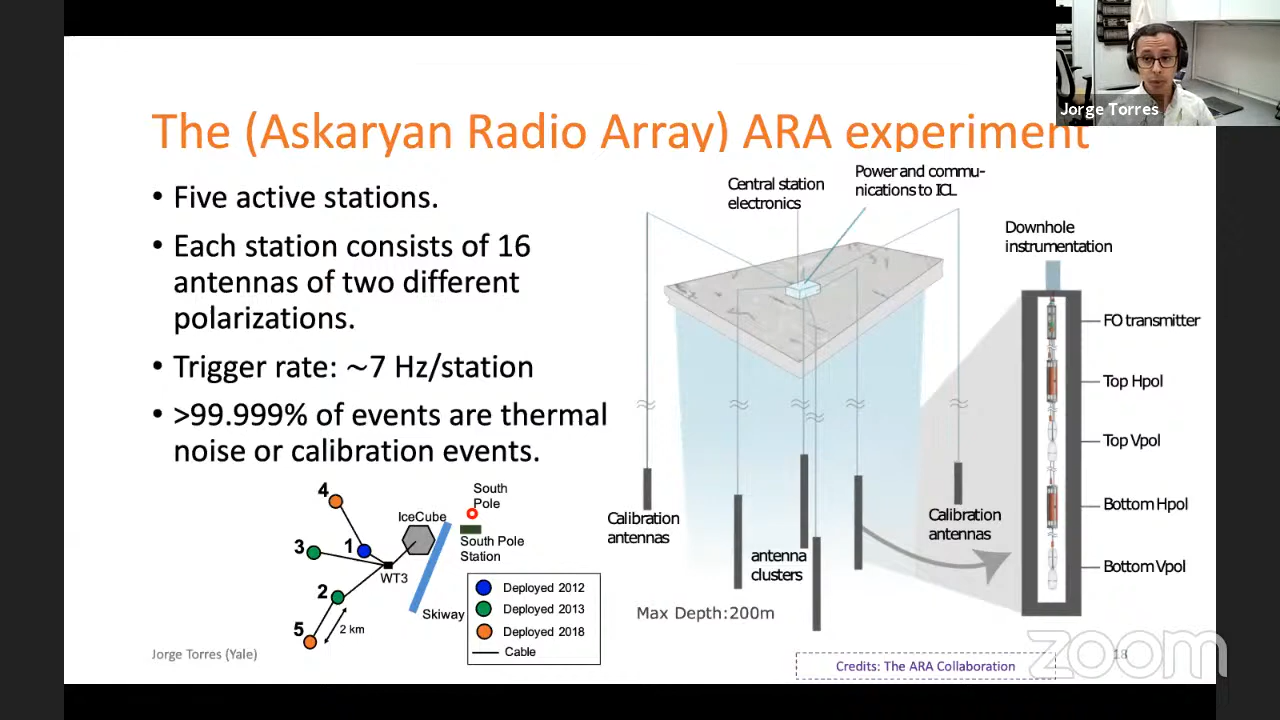 Jorge Torres
The (Askaryan Radio Array) ARA experiment
• Five active stations.
• Each station consists of 16
antennas of two different
polarizations.
• Trigger rate: ~7 Hz/station
• >99.999% of events are thermal
noise or calibration events.
Central station
electronics
Power and commu-
nications to ICL
Downhole
instrumentation
FO transmitter
Top Hpol
Top Vpol
Bottom Hpol
Bottom Vpol
Calibration
antennas
antenna
clusters
Calibration
antennas
Max Depth:200m
4
3
1
2
5
IceCube
South
Pole
South Pole
Station
WT3
Skiway
2 km
Deployed 2012
Deployed 2013
Deployed 2018
Cable
Jorge Torres (Yale)
Credits: The ARA Collaboration
18
zoom